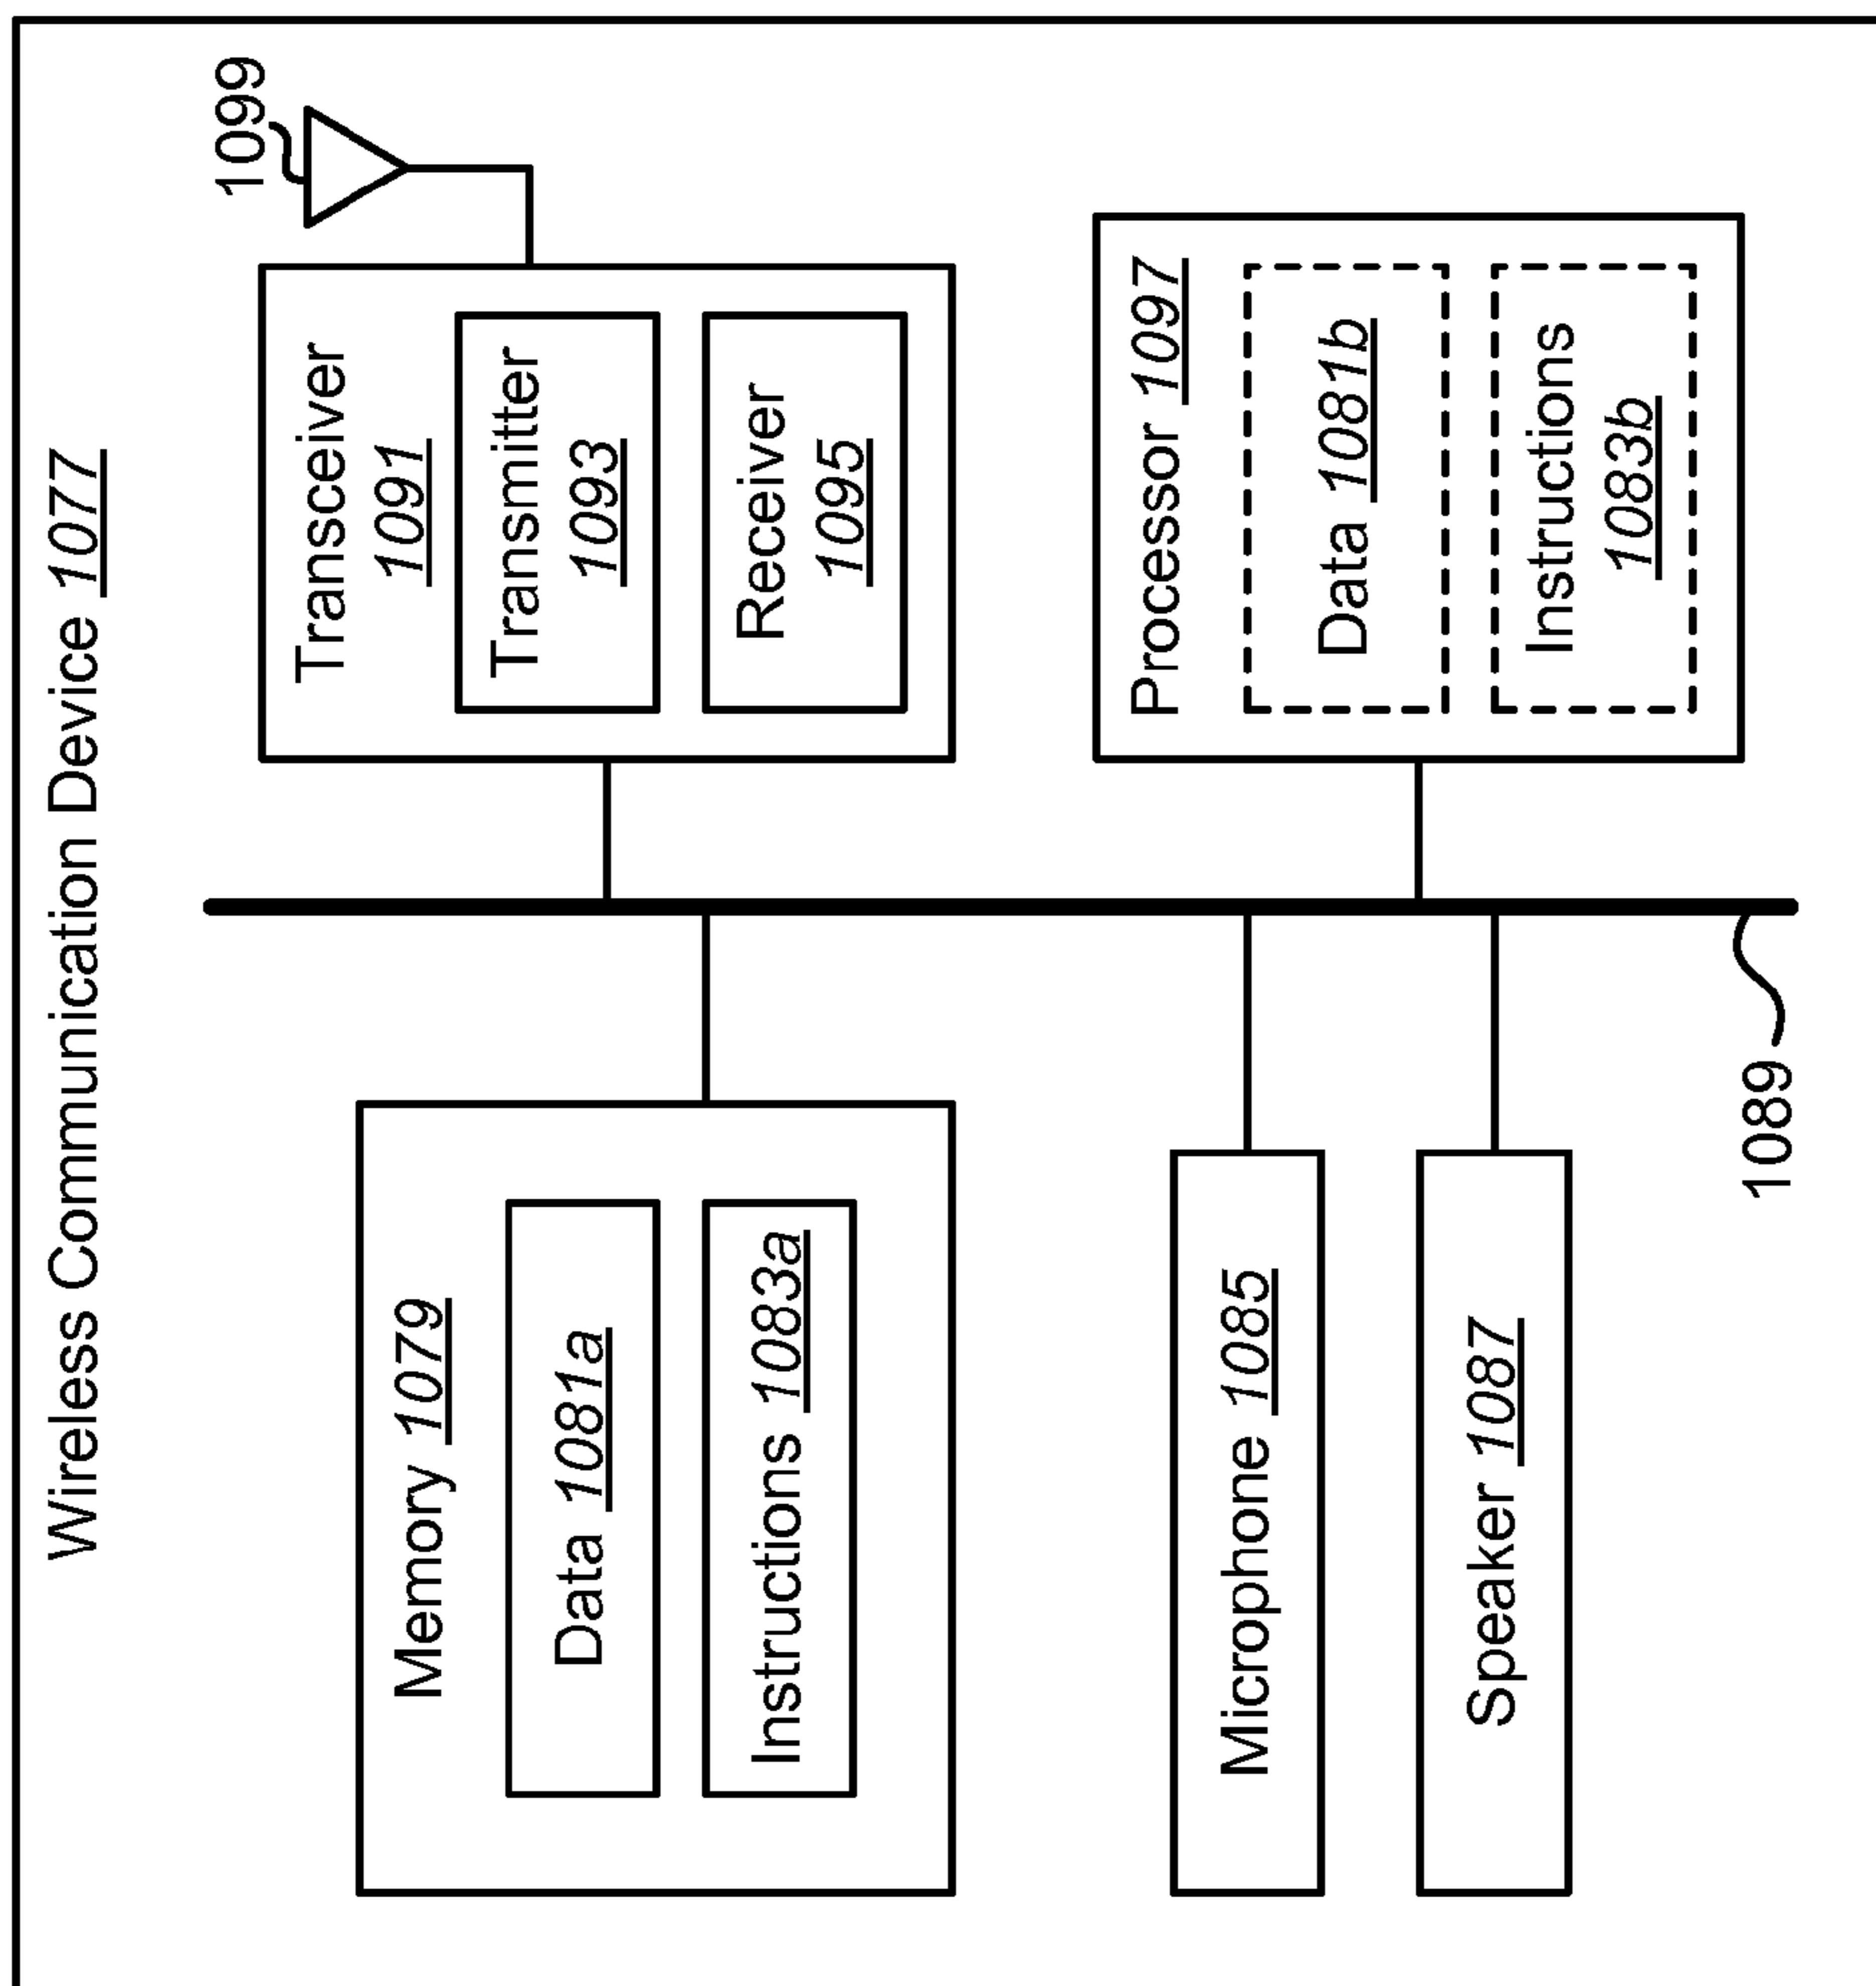 Wireless Communication Device 1077
Memory 1079
Data 1081a
Instructions 1083a
Microphone 1085
Speaker 1087
1089
Transceiver
1091
Transmitter
1093
Receiver
1095
1099
Processor 1097
Data 1081b
Instructions
1083b